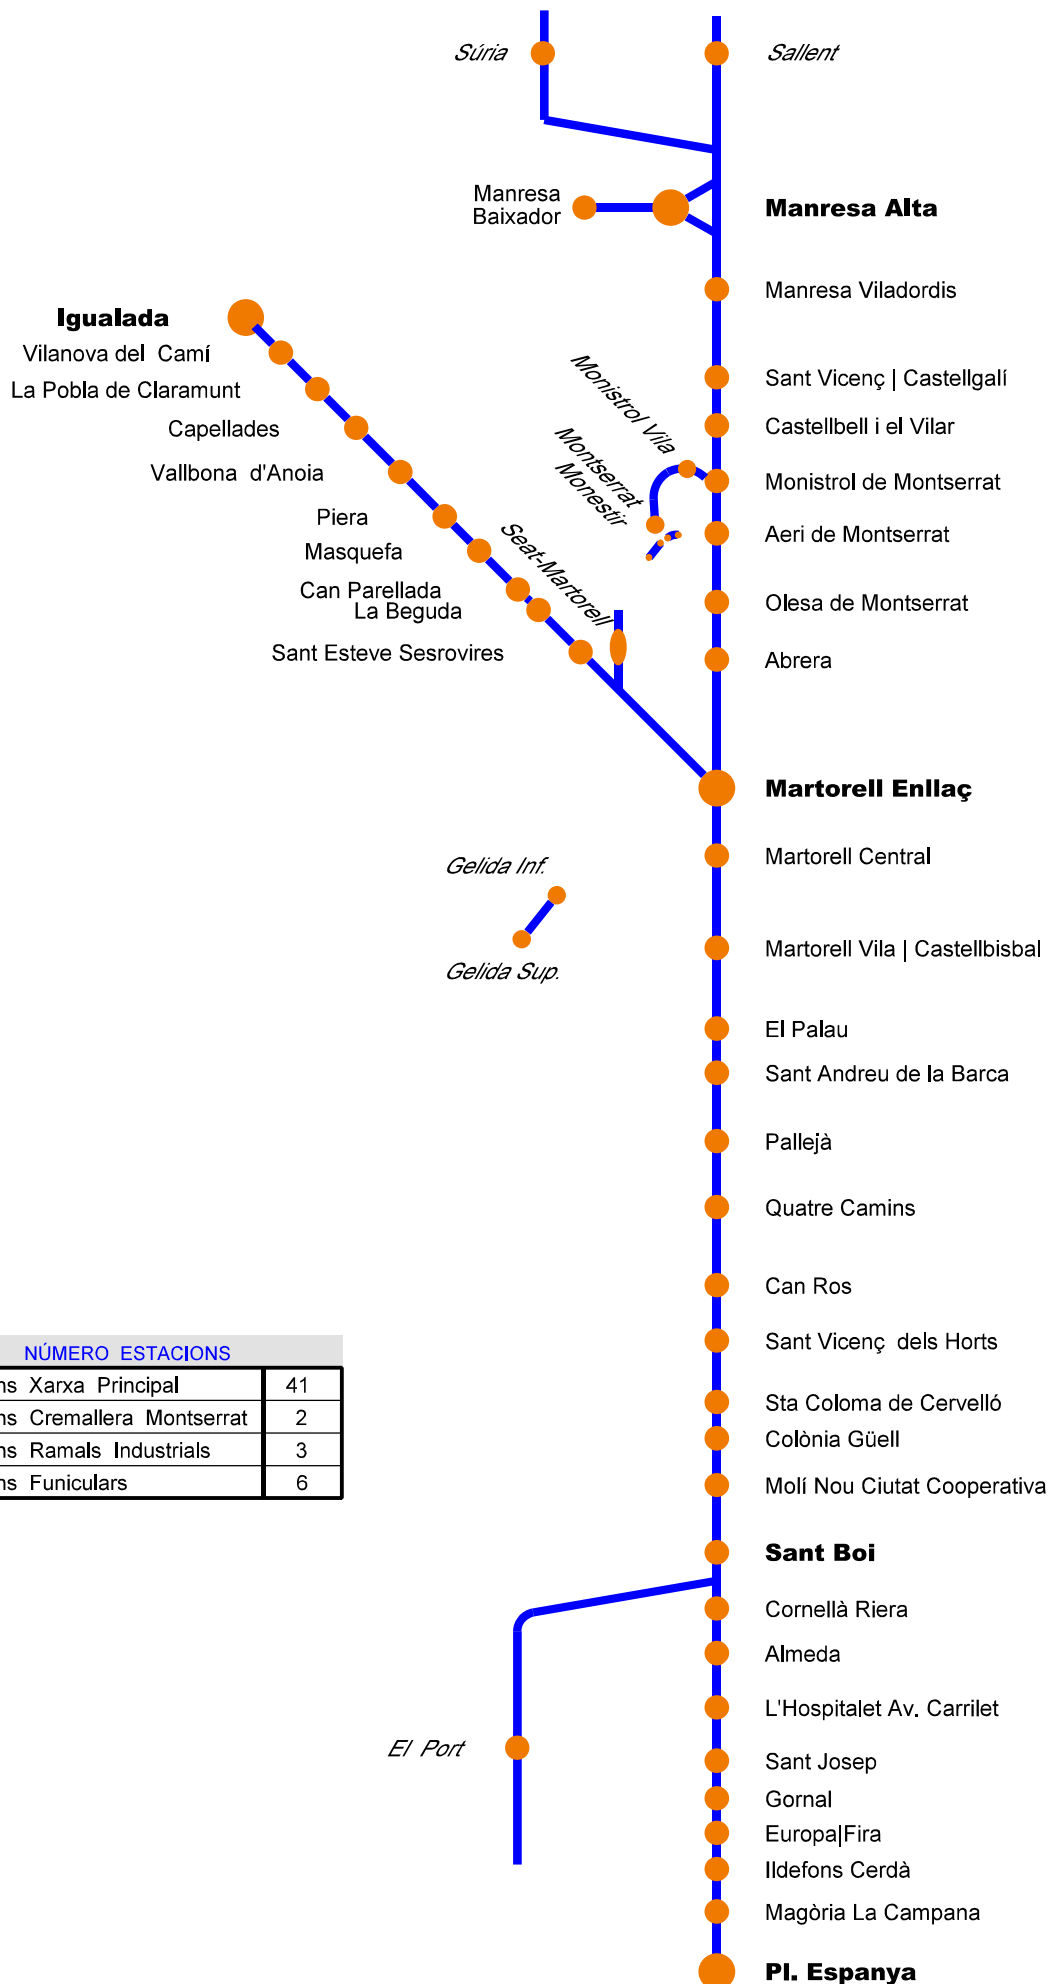 Súria
Sallent
Manresa
Baixador
Manresa Alta
Manresa Viladordis
Igualada
Vilanova del Camí
La Pobla de Claramunt
Capellades
Vallbona d'Anoia
Piera
Masquefa
Can Parellada
La Beguda
Sant Esteve Sesrovires
Seat-Martorell
Monistrol Vila
Montserrat
Monestir
Sant Vicenç | Castellgalí
Castellbell i el Vilar
Monistrol de Montserrat
Aeri de Montserrat
Olesa de Montserrat
Abrera
Martorell Enllaç
Martorell Central
Gelida Inf.
Gelida Sup.
Martorell Vila | Castellbisbal
El Palau
Sant Andreu de la Barca
Pallejà
Quatre Camins
Can Ros
Sant Vicenç dels Horts
Sta Coloma de Cervelló
Colònia Güell
Molí Nou Ciutat Cooperativa
NÚMERO ESTACIONS
ns Xarxa Principal 41
ns Cremallera Montserrat 2
ns Ramals Industrials 3
ns Funiculars 6
Sant Boi
Cornellà Riera
Almeda
L'Hospitalet Av. Carrilet
El Port
Sant Josep
Gornal
Europa|Fira
Ildefons Cerdà
Magòria La Campana
Pl. Espanya